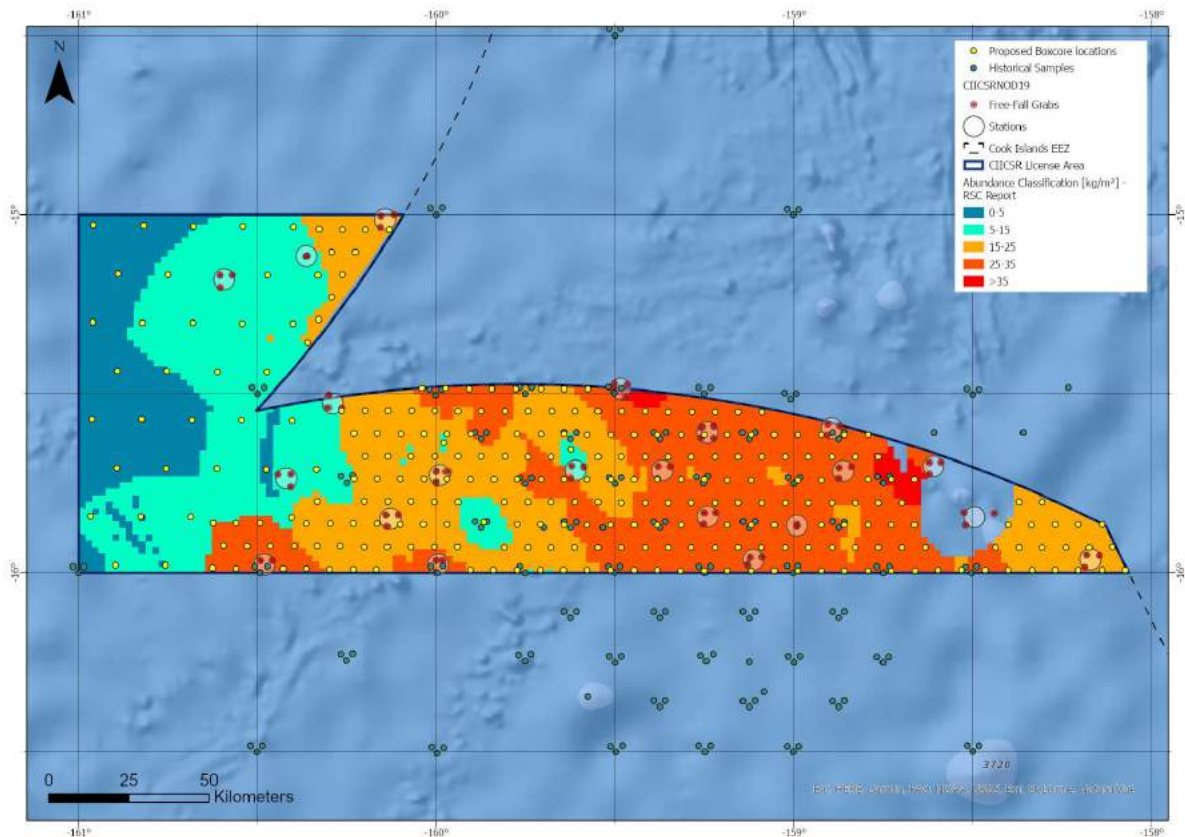 -161° -160° -159° -158°
N
Proposed Boxcore locations
Historical Samples
CIICSRNOD19
Free-Fall Grabs
Stations
Cook Islands EEZ
CIICSR License Area
Abundance Classification [kg/m²] -
RSC Report
0-5
5-15
15-25
25-35
>35
-15° -15°
-16° -16°
3720
0 25 50
Kilometers
-161° -160° -159° -158°